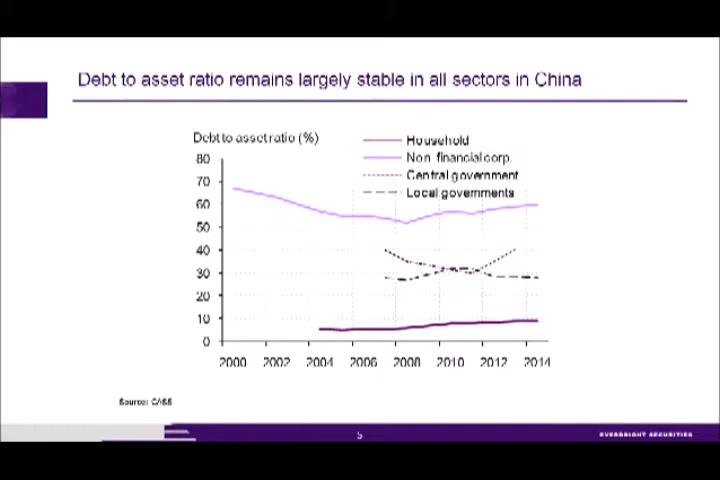 Debt to asset ratio remains largely stable in all sectors in China
Debt to asset ratio (%)
Household
Non financial corp.
Central government
Local governments
80
70
60
50
40
30
20
10
0
2000 2002 2004 2006 2008 2010 2012 2014
Source: CASS
5
EVERBRIGHT SECURITIES